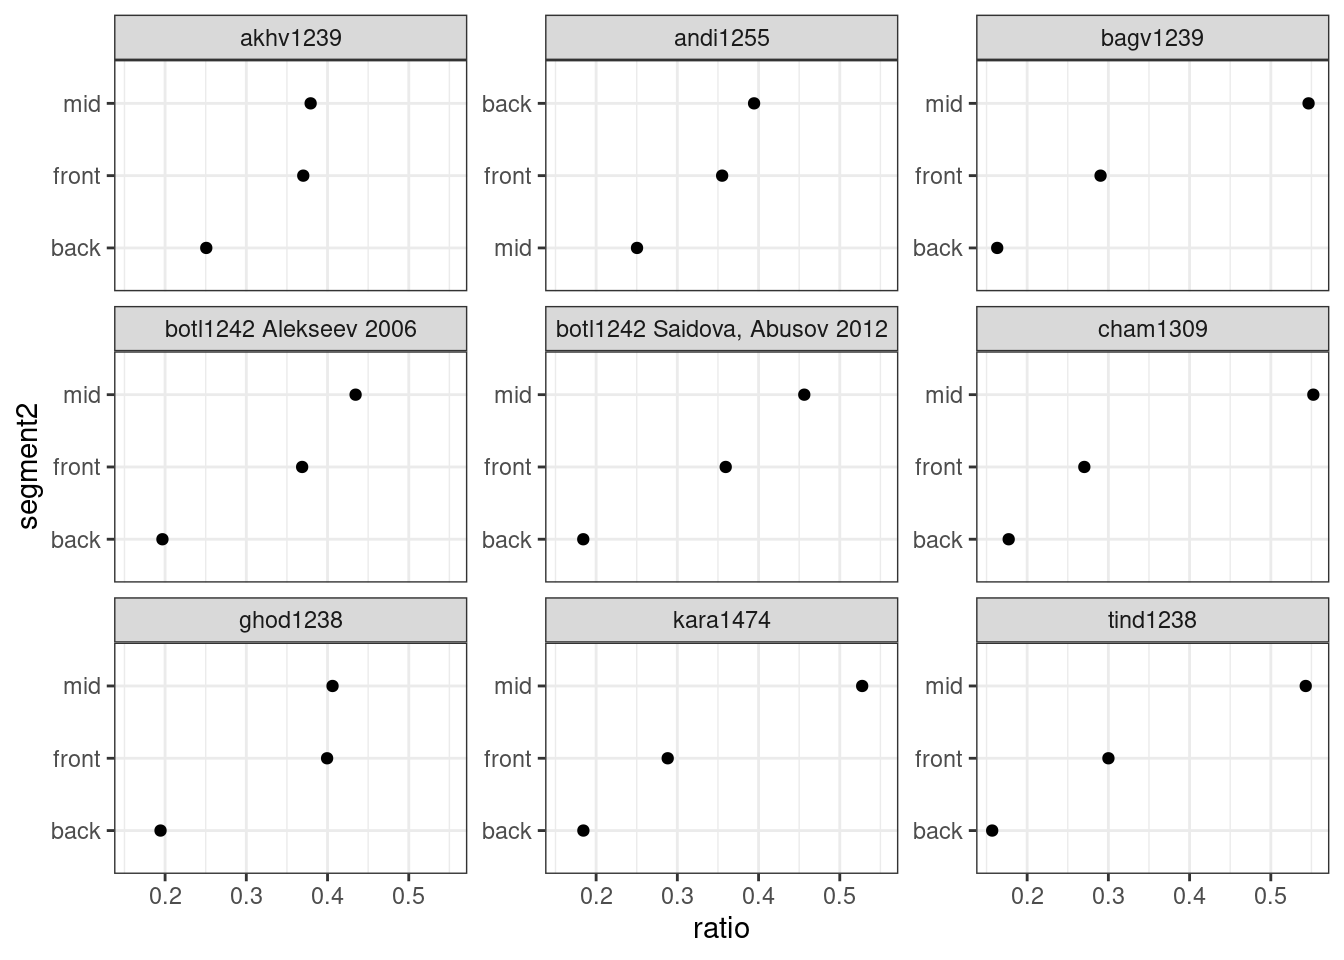 akhv1239
andi1255
bagv1239
mid
front
back
back
front
mid
mid
front
back
botl1242 Alekseev 2006
botl1242 Saidova, Abusov 2012
cham1309
mid
front
back
mid
front
back
mid
front
back
segment2
ghod1238
kara1474
tind1238
mid
front
back
mid
front
back
mid
front
back
0.2 0.3 0.4 0.5
0.2 0.3 0.4 0.5
0.2 0.3 0.4 0.5
ratio